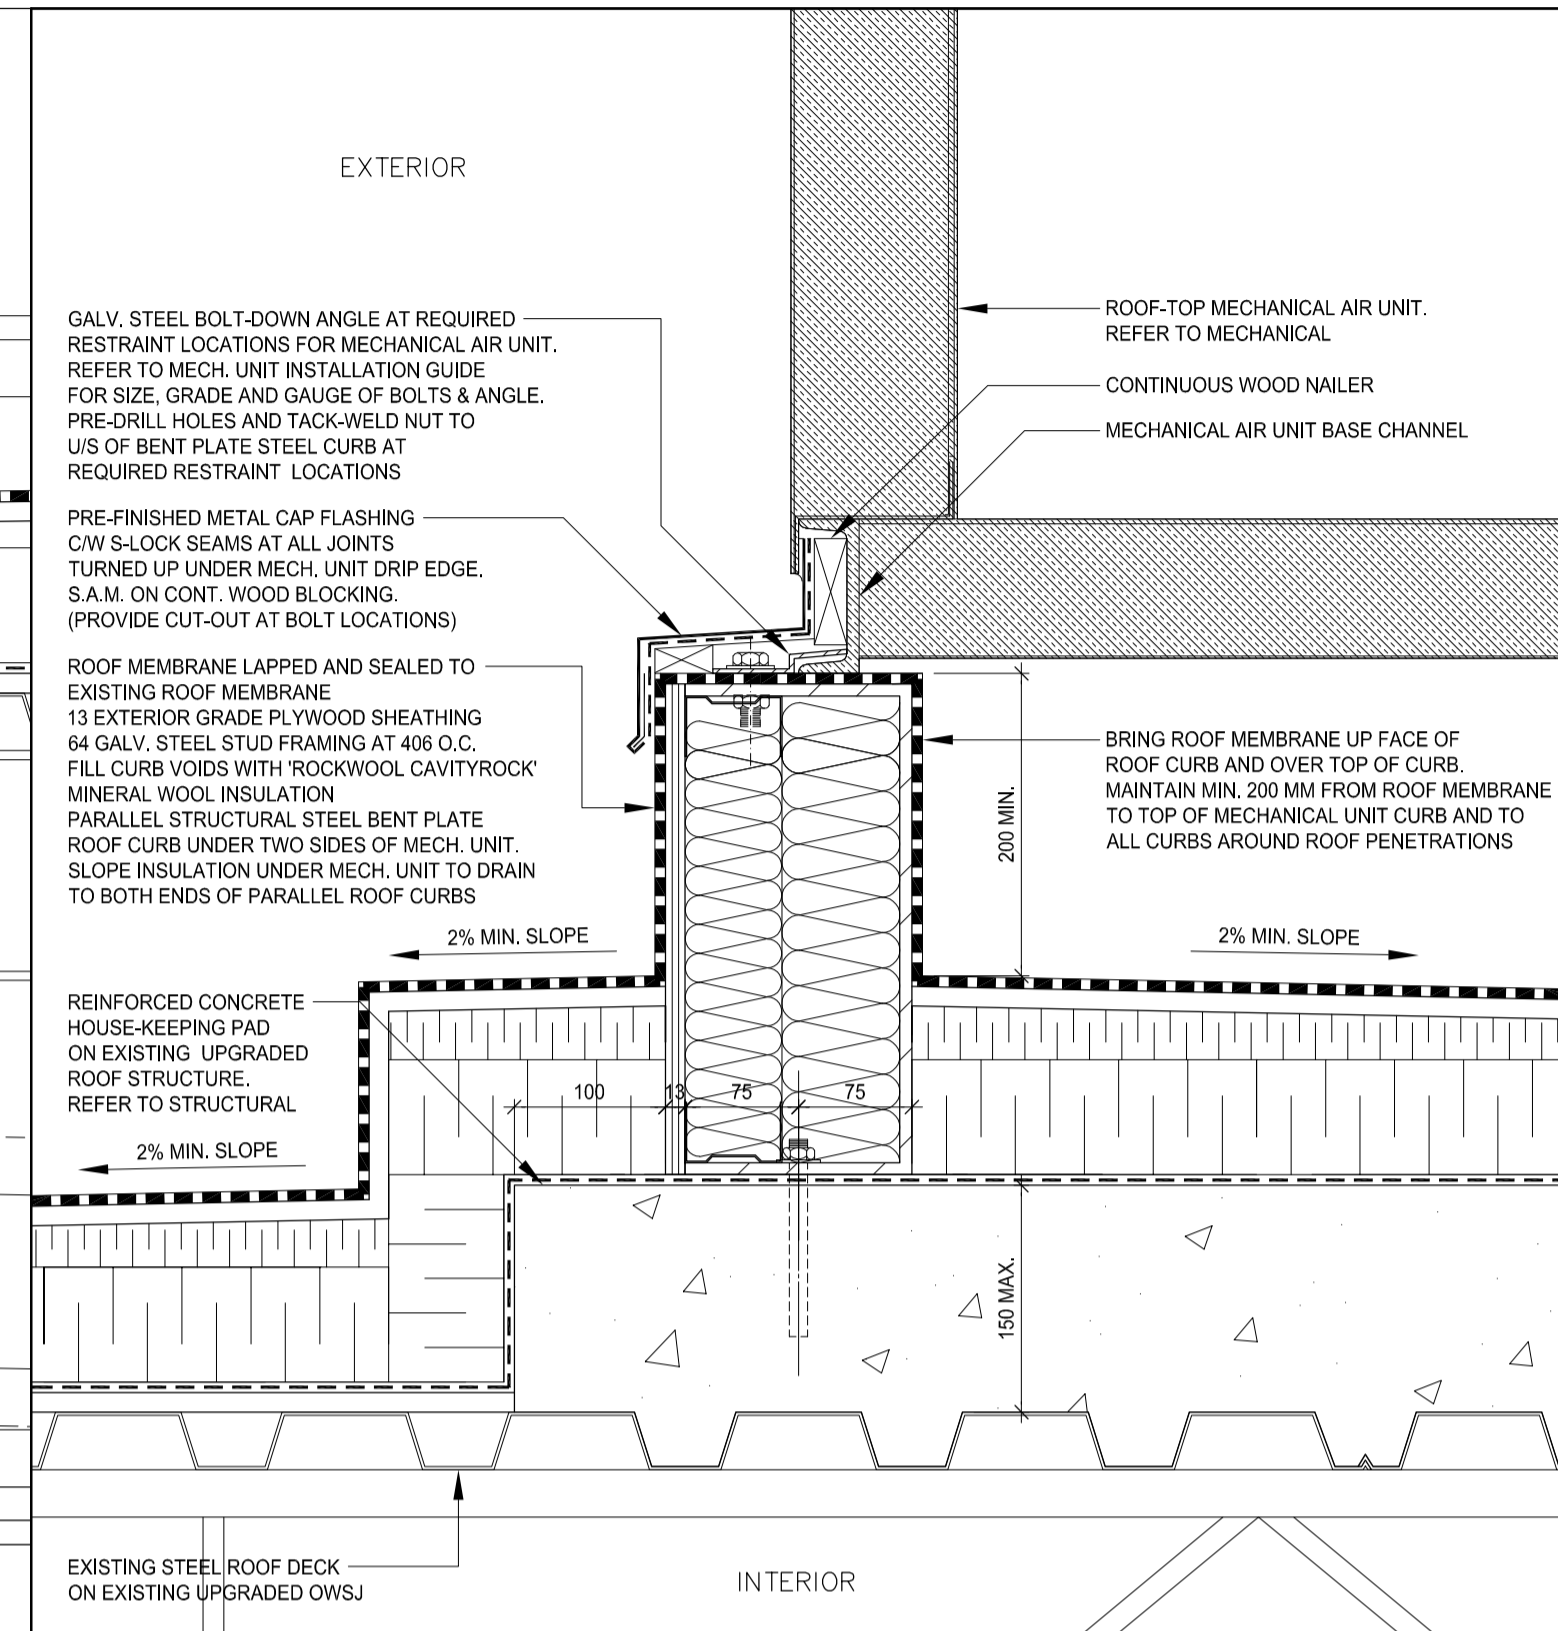 EXTERIOR
GALV. STEEL BOLT-DOWN ANGLE AT REQUIRED
RESTRAINT LOCATIONS FOR MECHANICAL AIR UNIT.
REFER TO MECH. UNIT INSTALLATION GUIDE
FOR SIZE, GRADE AND GAUGE OF BOLTS & ANGLE.
PRE-DRILL HOLES AND TACK-WELD NUT TO
U/S OF BENT PLATE STEEL CURB AT
REQUIRED RESTRAINT LOCATIONS
PRE-FINISHED METAL CAP FLASHING
C/W S-LOCK SEAMS AT ALL JOINTS
TURNED UP UNDER MECH. UNIT DRIP EDGE.
S.A.M. ON CONT. WOOD BLOCKING.
(PROVIDE CUT-OUT AT BOLT LOCATIONS)
ROOF MEMBRANE LAPPED AND SEALED TO
EXISTING ROOF MEMBRANE
13 EXTERIOR GRADE PLYWOOD SHEATHING
64 GALV. STEEL STUD FRAMING AT 406 O.C.
FILL CURB VOIDS WITH 'ROCKWOOL CAVITYROCK'
MINERAL WOOL INSULATION
PARALLEL STRUCTURAL STEEL BENT PLATE
ROOF CURB UNDER TWO SIDES OF MECH. UNIT.
SLOPE INSULATION UNDER MECH. UNIT TO DRAIN
TO BOTH ENDS OF PARALLEL ROOF CURBS
2% MIN. SLOPE
REINFORCED CONCRETE
HOUSE-KEEPING PAD
ON EXISTING UPGRADED
ROOF STRUCTURE.
REFER TO STRUCTURAL
2% MIN. SLOPE
EXISTING STEEL ROOF DECK
ON EXISTING UPGRADED OWSJ
ROOF-TOP MECHANICAL AIR UNIT.
REFER TO MECHANICAL
CONTINUOUS WOOD NAILER
MECHANICAL AIR UNIT BASE CHANNEL
BRING ROOF MEMBRANE UP FACE OF
ROOF CURB AND OVER TOP OF CURB.
MAINTAIN MIN. 200 MM FROM ROOF MEMBRANE
TO TOP OF MECHANICAL UNIT CURB AND TO
ALL CURBS AROUND ROOF PENETRATIONS
200 MIN.
2% MIN. SLOPE
100 13 75 75
150 MAX.
INTERIOR